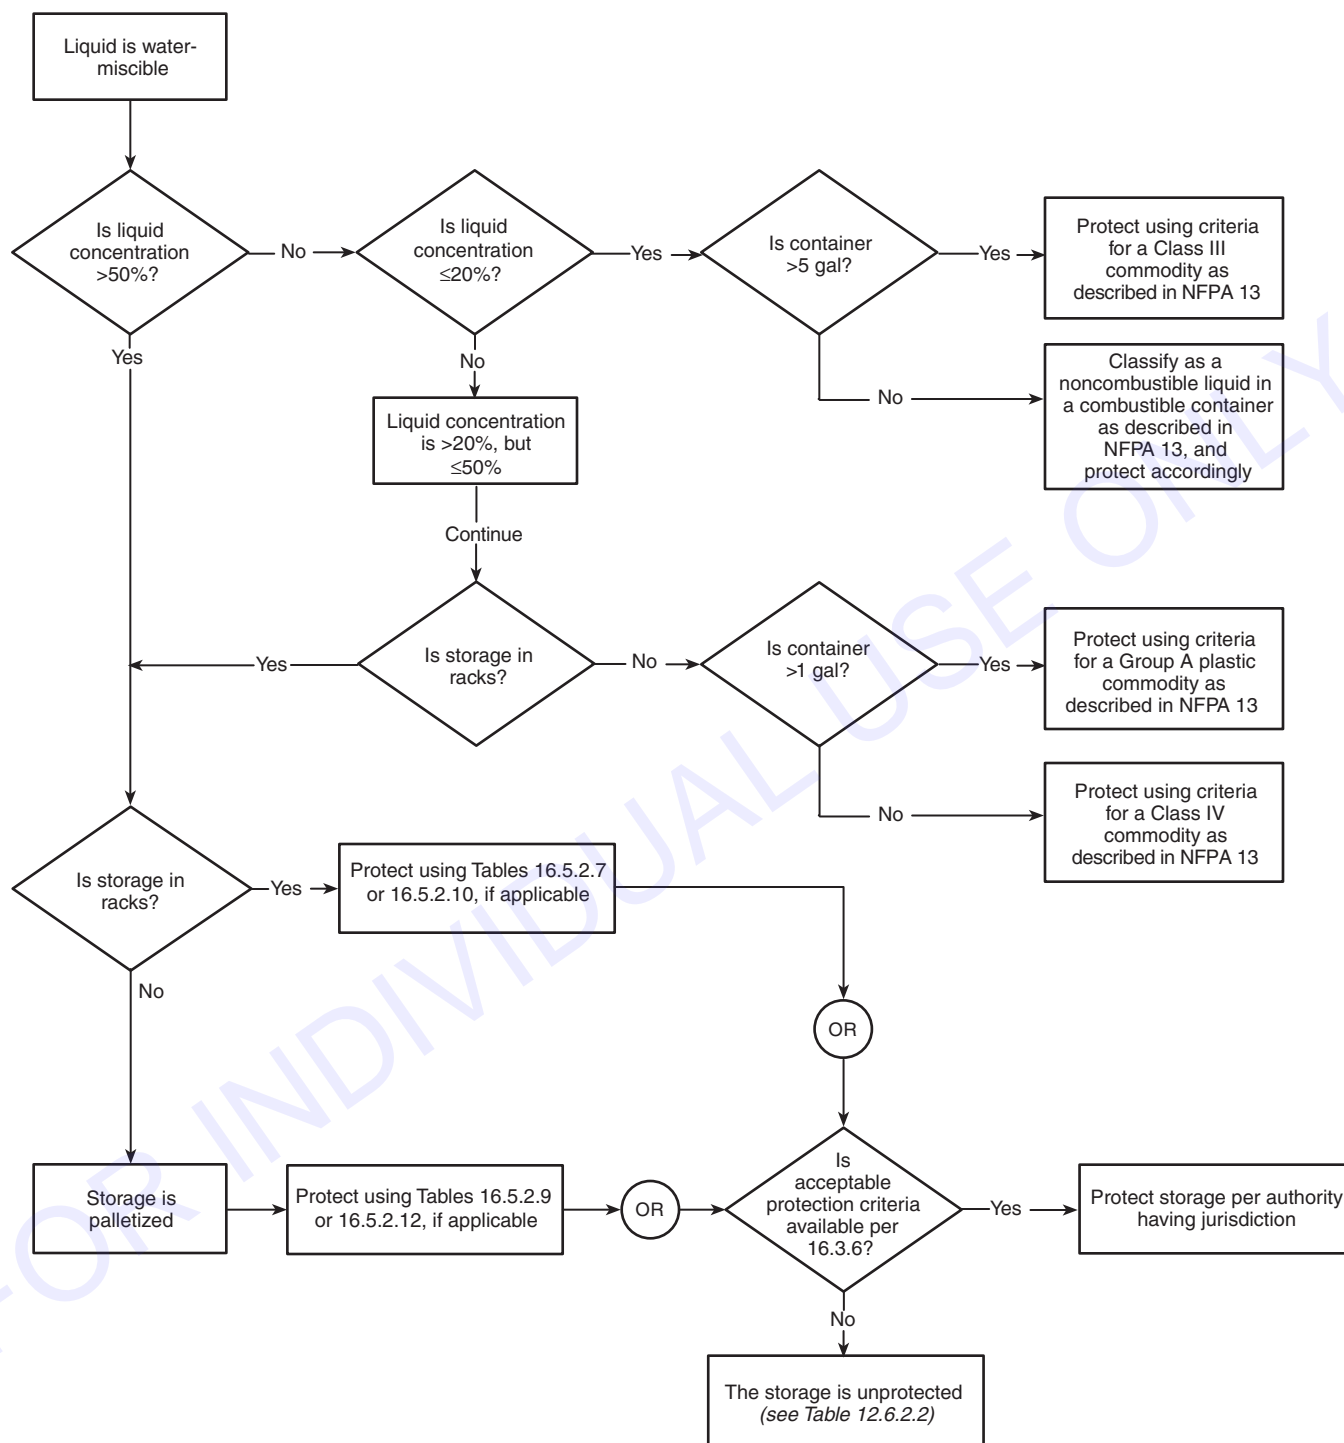 Liquid is water-
miscible
Is liquid
concentration
>50%?
No
Is liquid
concentration
≤20%?
Yes
Is container
>5 gal?
Yes
Protect using criteria
for a Class III
commodity as
described in NFPA 13
Yes
No
No
Classify as a
noncombustible liquid in
a combustible container
as described in
NFPA 13, and
protect accordingly
Liquid concentration
is >20%, but
≤50%
Continue
Yes
Is storage in
racks?
No
Is container
>1 gal?
Yes
Protect using criteria
for a Group A plastic
commodity as
described in NFPA 13
No
Protect using criteria
for a Class IV
commodity as
described in NFPA 13
Is storage in
racks?
Yes
Protect using Tables 16.5.2.7
or 16.5.2.10, if applicable
No
OR
Storage is
palletized
Protect using Tables 16.5.2.9
or 16.5.2.12, if applicable
OR
Is
acceptable
protection criteria
available per
16.3.6?
Yes
Protect storage per authority
having jurisdiction
No
The storage is unprotected
(see Table 12.6.2.2)
FOR INDIVIDUAL USE ONLY